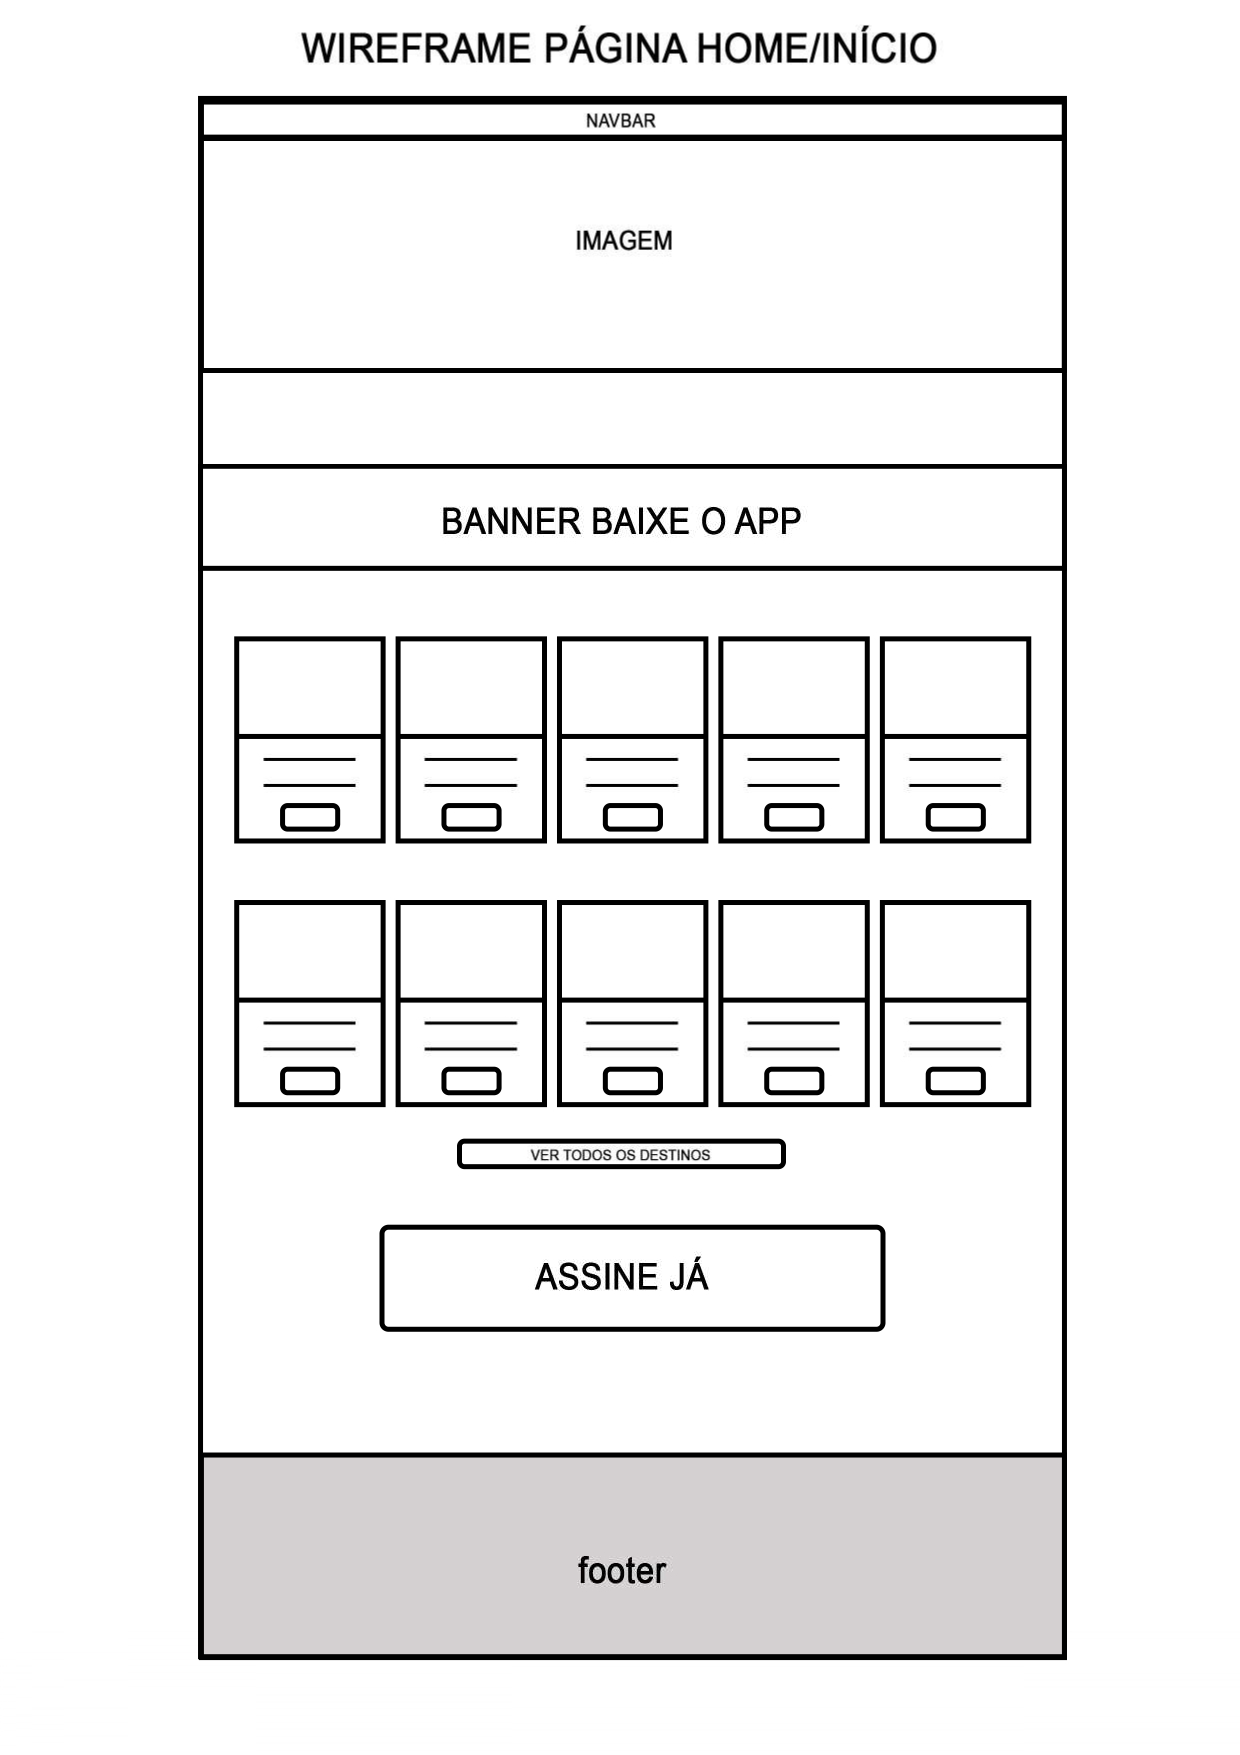 WIREFRAME PÁGINA HOME/INÍCIO
NAVBAR
IMAGEM
BANNER BAIXE O APP
VER TODOS OS DESTINOS
ASSINE JÁ
footer